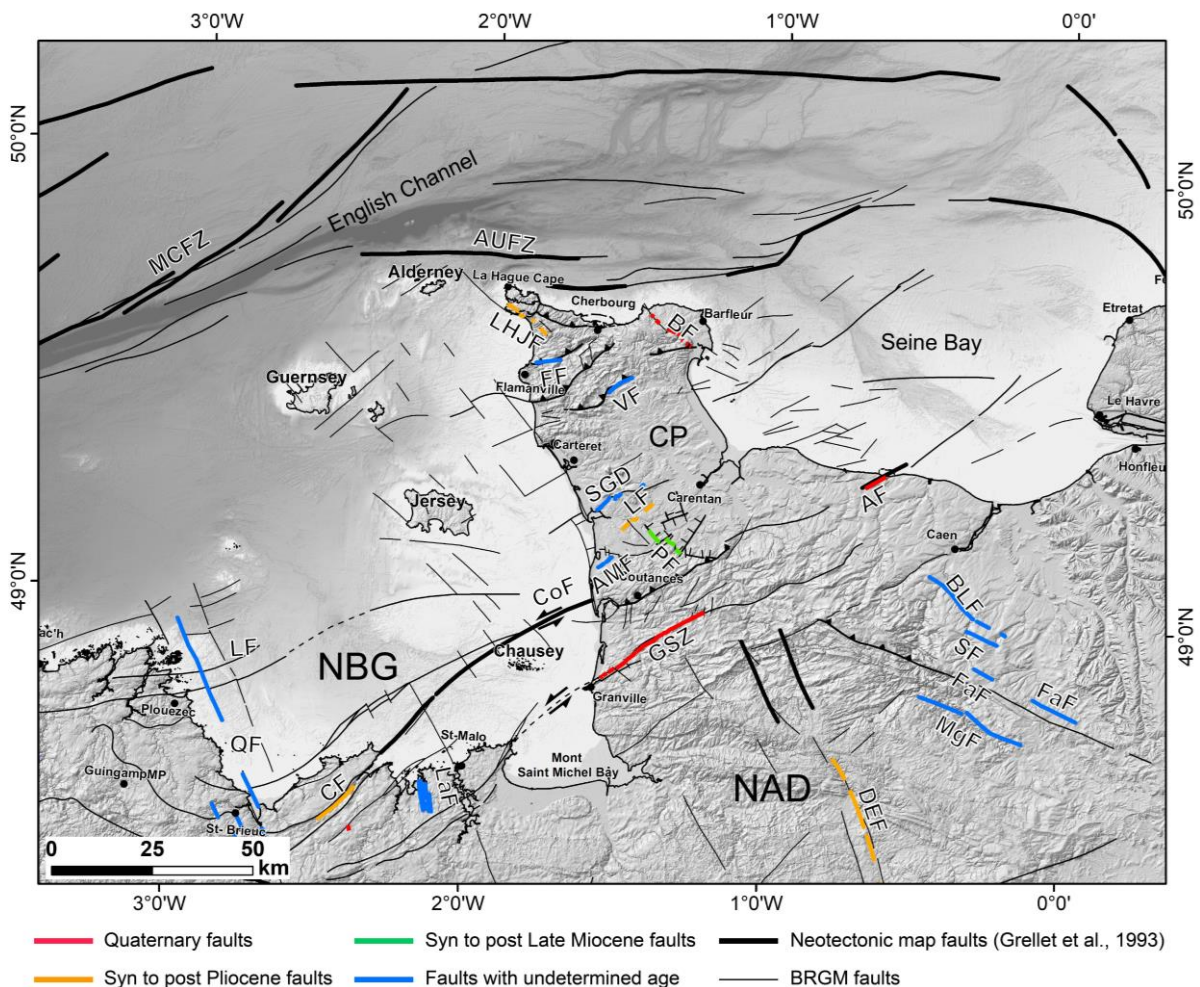 3°0'W 2°0'W 1°0'W 0°0'
50°0'N
50°0'N
English Channel
MCFZ
AUFZ
Alderney
La Hague Cape
Cherbourg
Barfleur
LHJF
BF
Etretat
Seine Bay
Guernsey
FF
Flamanville
VF
Le Havre
CP
Honfleu
Carteret
SGD
LF
Carentan
AF
Jersey
PF
Caen
AMF
Coutances
49°0'N
49°0'N
CoF
BLF
ac'h
LF
NBG
Chausey
GSZ
SF
Plouezec
Granville
FaF
FaF
MgF
QF
St-Malo
Mont
Saint Michel Bay
GuingampMP
CF
LaF
NAD
DEF
St-Brieuc
0 25 50
km
3°0'W 2°0'W 1°0'W 0°0'
Quaternary faults
Syn to post Late Miocene faults
Neotectonic map faults (Grellet et al., 1993)
Syn to post Pliocene faults
Faults with undetermined age
BRGM faults